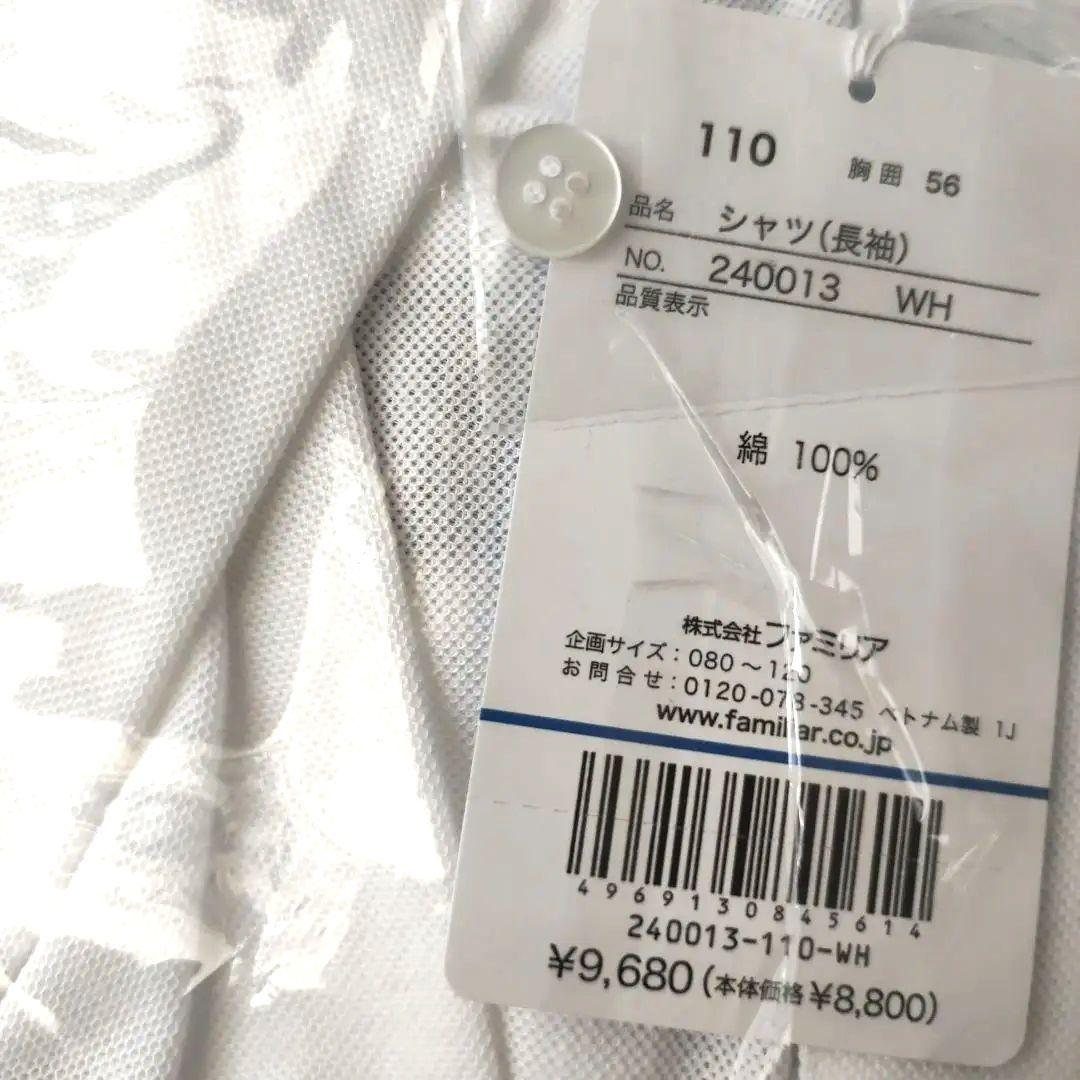 110 胸囲 56
品名 シャツ(長袖)
NO. 240013 WH
品質表示
綿 100%
株式会社ファミリア
企画サイズ:080~120
お問合せ:0120-078-345 ベトナム製 1J
www.familiar.co.jp
4969130845614
240013-110-WH
¥9,680(本体価格¥8,800)